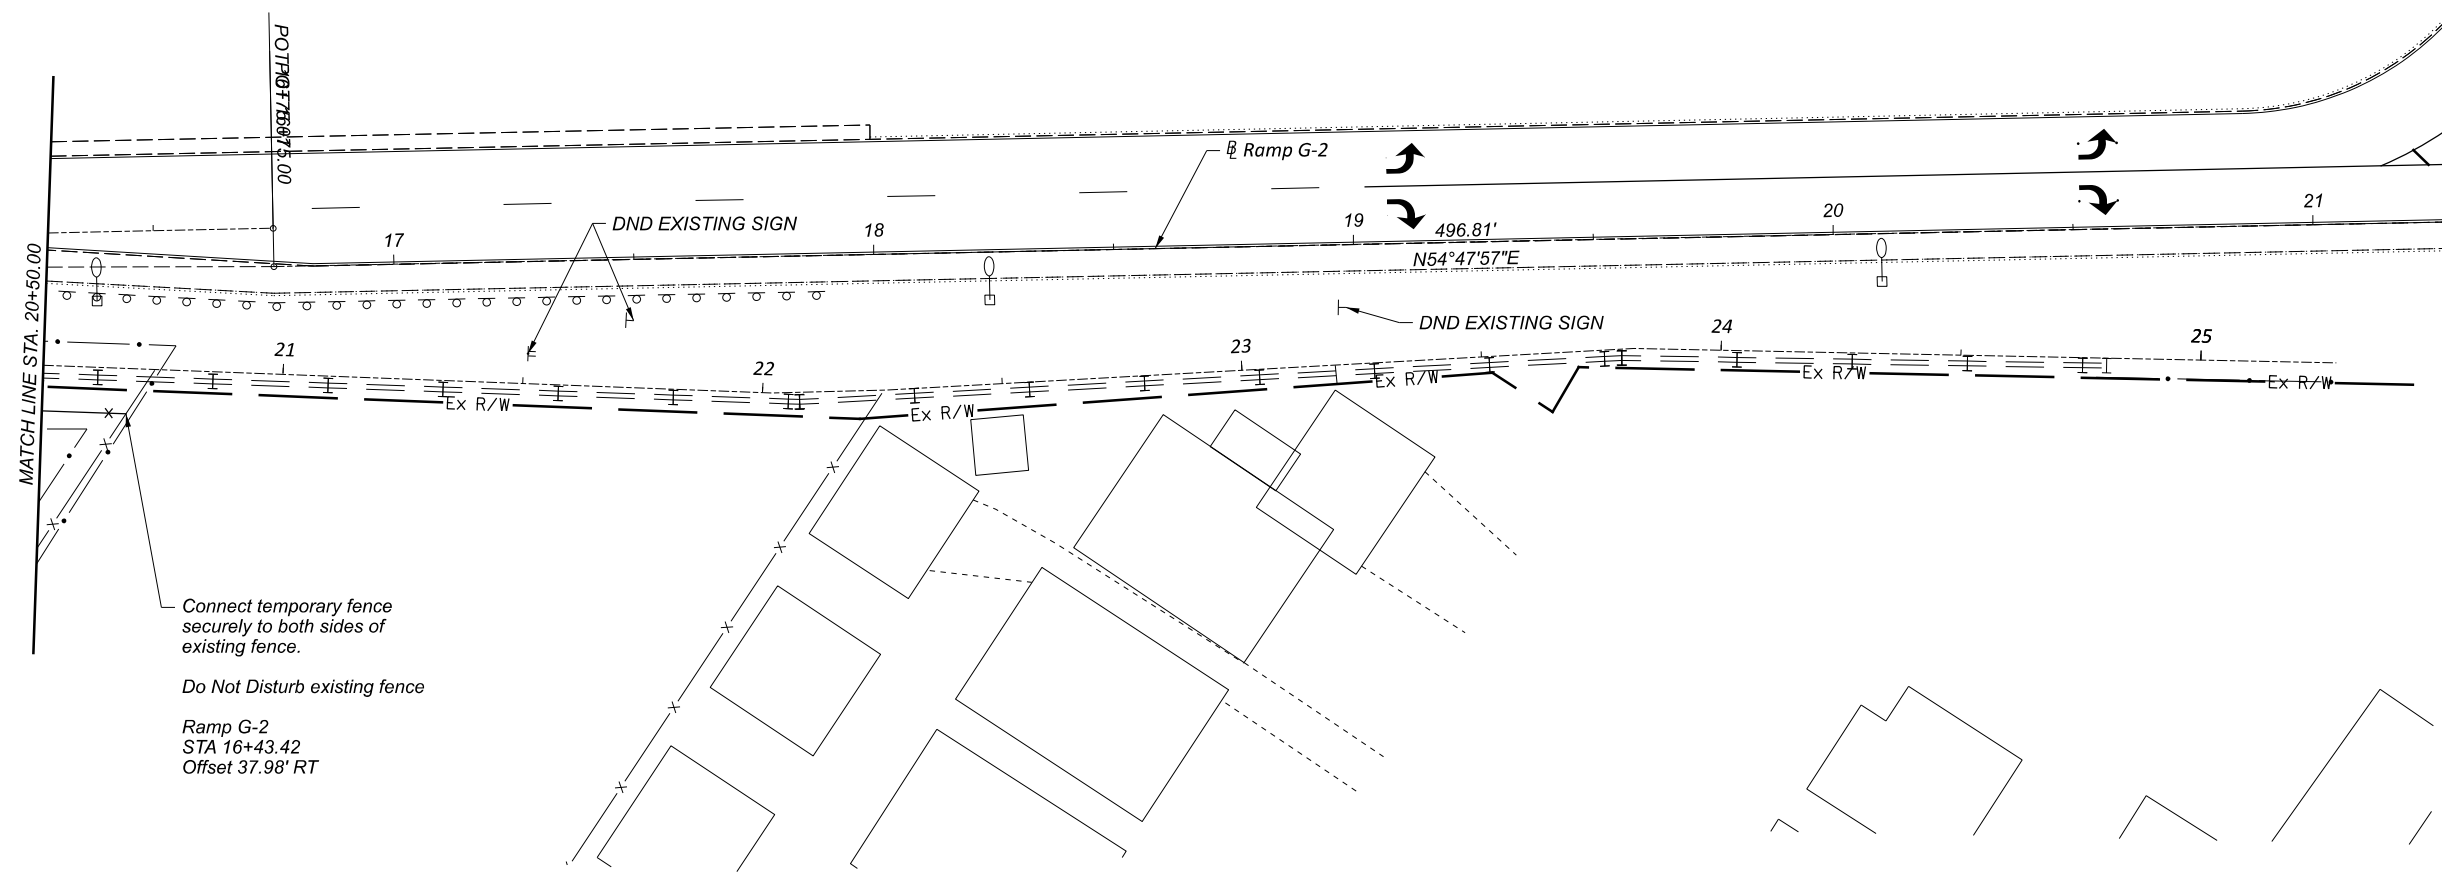 ℄ Ramp G-2
DND EXISTING SIGN
17
18
19
20
21
496.81'
N54°47'57"E
MATCH LINE STA. 20+50.00
DND EXISTING SIGN
21
22
23
24
25
Ex R/W
Ex R/W
Ex R/W
Ex R/W
Ex R/W
Connect temporary fence
securely to both sides of
existing fence.
Do Not Disturb existing fence
Ramp G-2
STA 16+43.42
Offset 37.98' RT